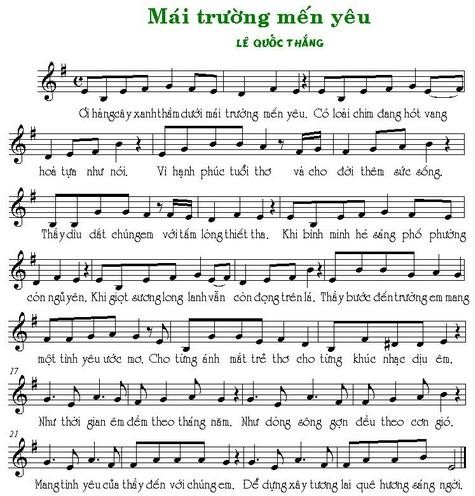 Mái trường mến yêu
LÊ QUỐC THẮNG
Ơi hàng cây xanh thắm dưới mái trường mến yêu. Có loài chim đang hót vang
hoà tựa như nói. Vì hạnh phúc tuổi thơ và cho đời thêm sức sống.
Thầy dìu dắt chúng em với tấm lòng thiết tha. Khi bình minh hé sáng phố phường
còn ngủ yên. Khi giọt sương long lanh vẫn còn đọng trên lá. Thầy bước đến trường em mang
một tình yêu ước mơ. Cho từng ánh mắt trẻ thơ cho từng khúc nhạc dịu êm.
17
Như thời gian êm đềm theo tháng năm. Như dòng sông gợn đều theo cơn gió.
21
Mang tình yêu của thầy đến với chúng em. Để dựng xây tương lai quê hương sáng ngời.